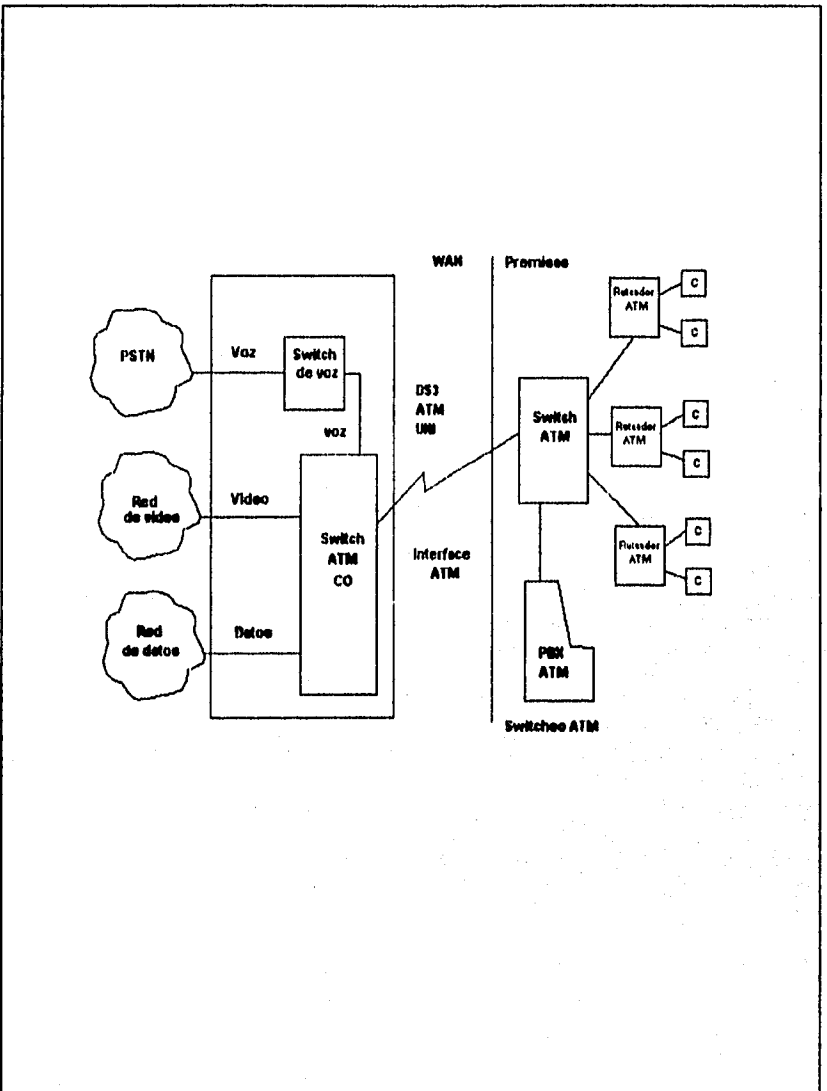 WAN
Premises
PSTN
Voz
Switch
de voz
voz
Red
de video
Video
Red
de datos
Datos
Switch
ATM
CO
DS3
ATM
UNI
Interface
ATM
Switch
ATM
PBX
ATM
Switches ATM
Ruteador
ATM
C
C
Ruteador
ATM
C
C
Ruteador
ATM
C
C